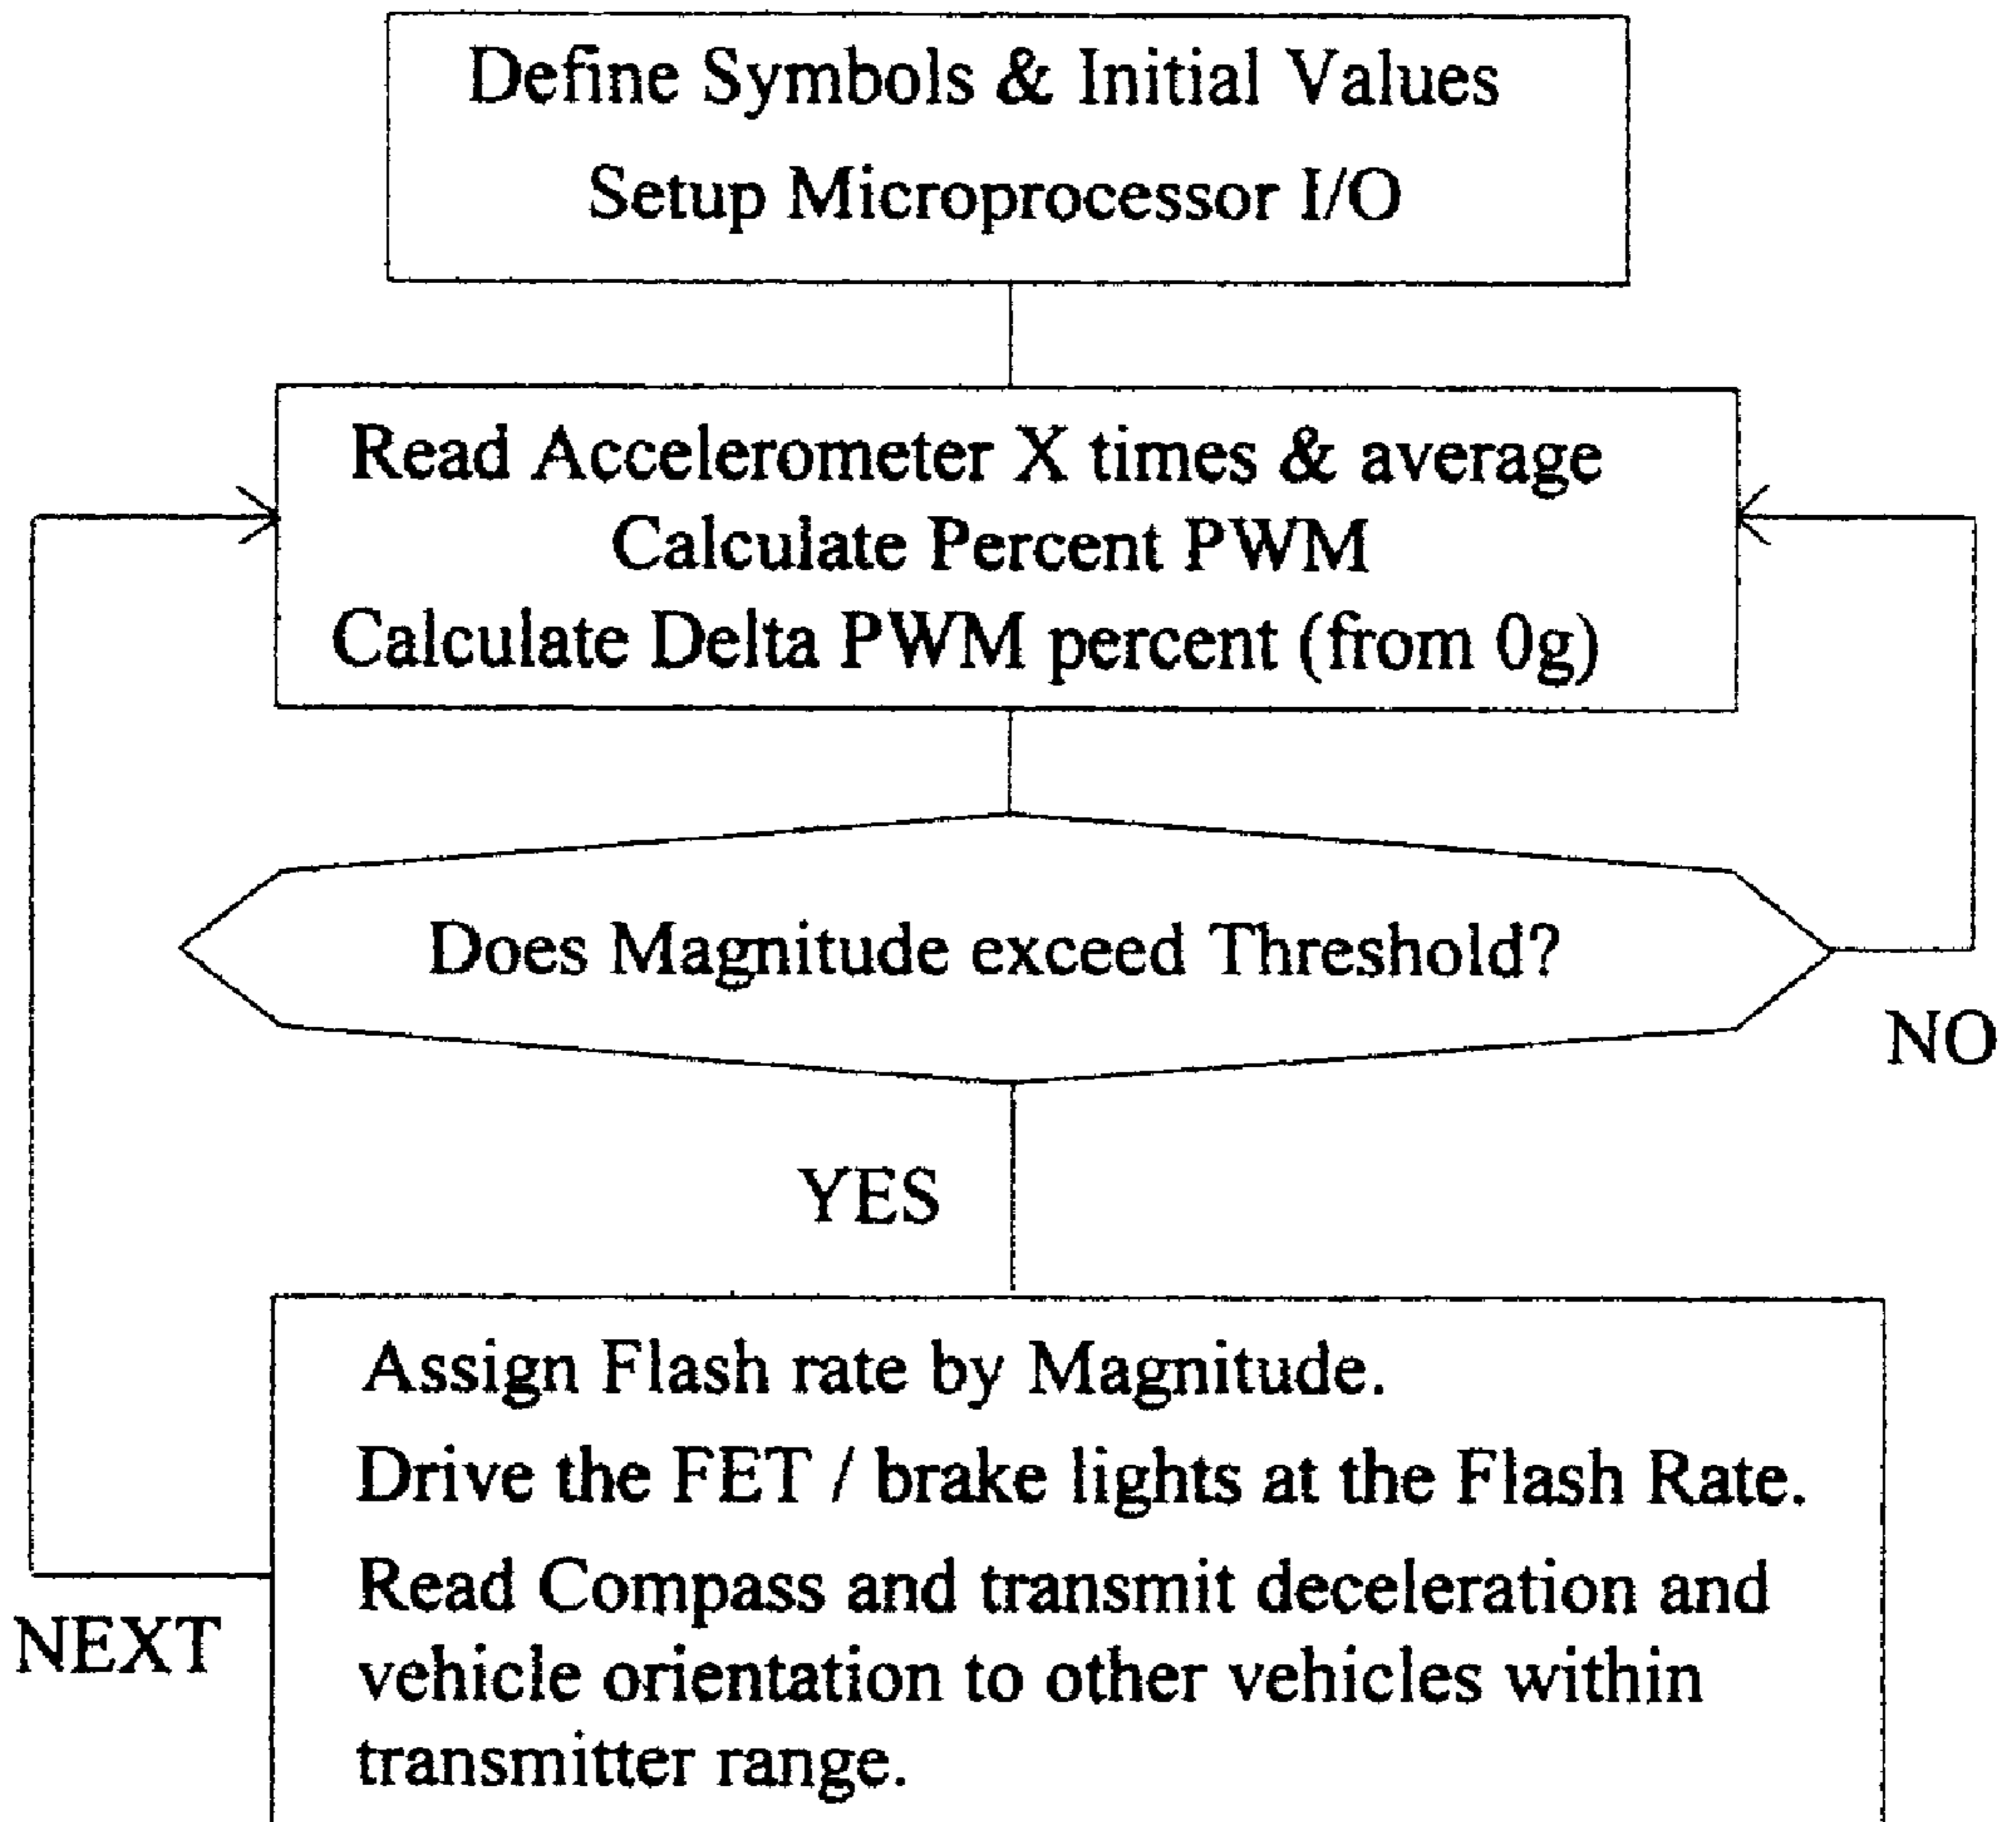 Define Symbols & Initial Values
Setup Microprocessor I/O
Read Accelerometer X times & average
Calculate Percent PWM
Calculate Delta PWM percent (from 0g)
Does Magnitude exceed Threshold?
NO
YES
Assign Flash rate by Magnitude.
Drive the FET / brake lights at the Flash Rate.
Read Compass and transmit deceleration and
vehicle orientation to other vehicles within
transmitter range.
NEXT